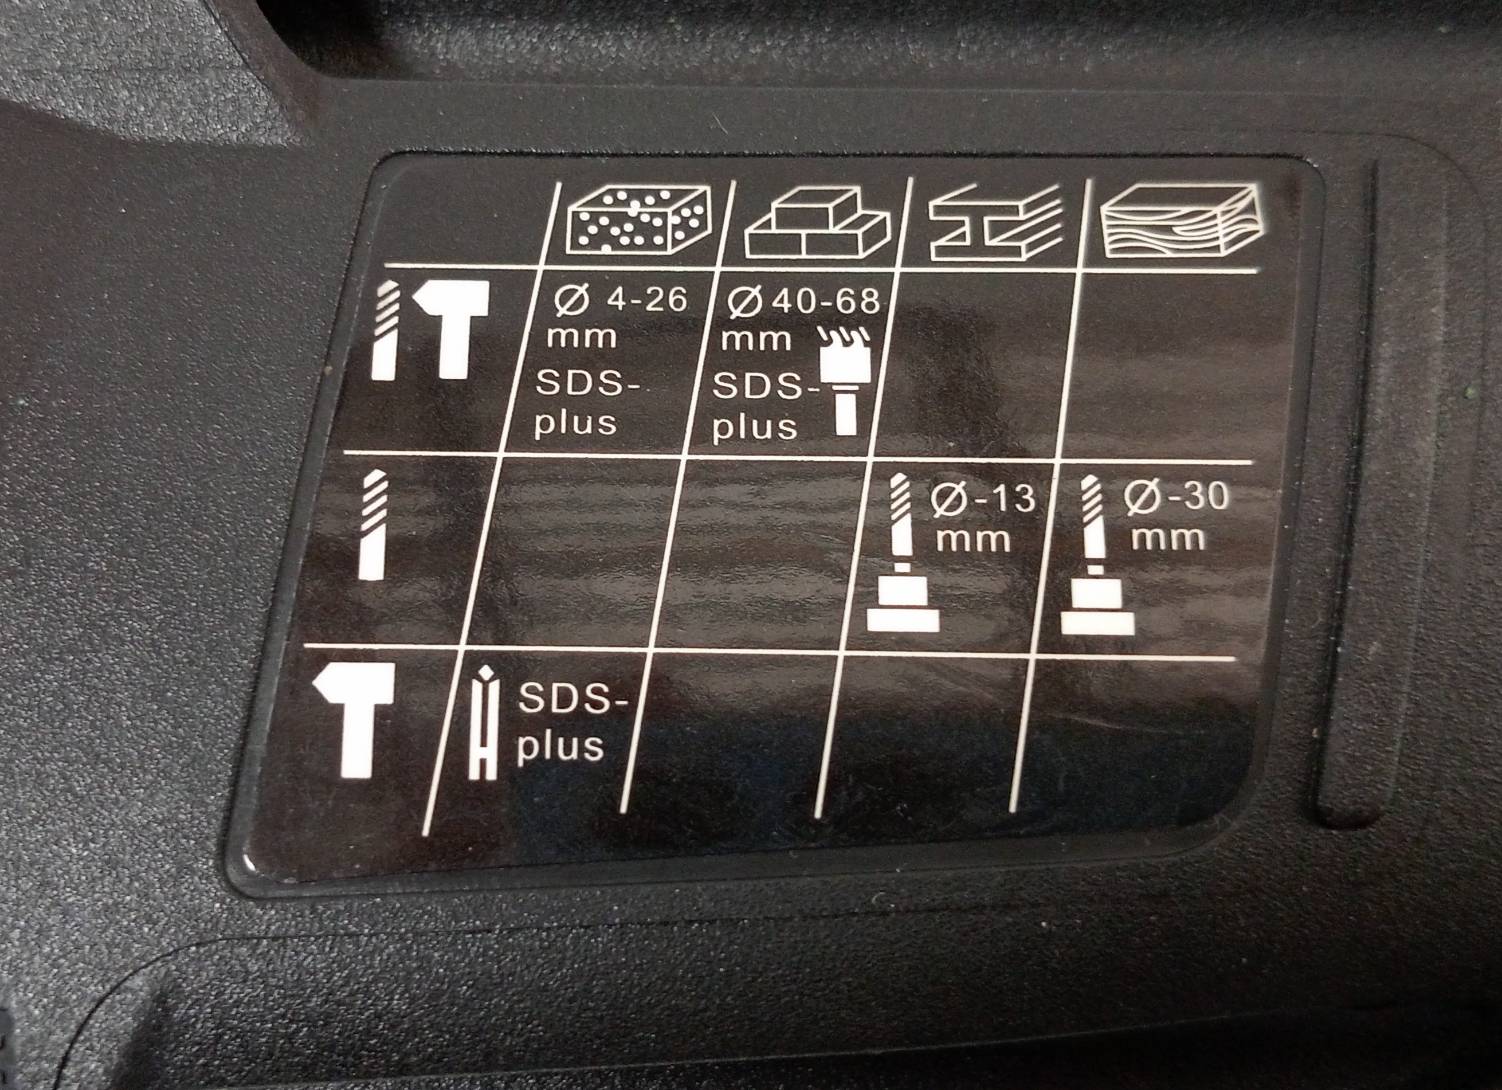 Ø 4-26
mm
SDS-
plus
Ø 40-68
mm
SDS-
plus
Ø-13
mm
Ø-30
mm
SDS-
plus